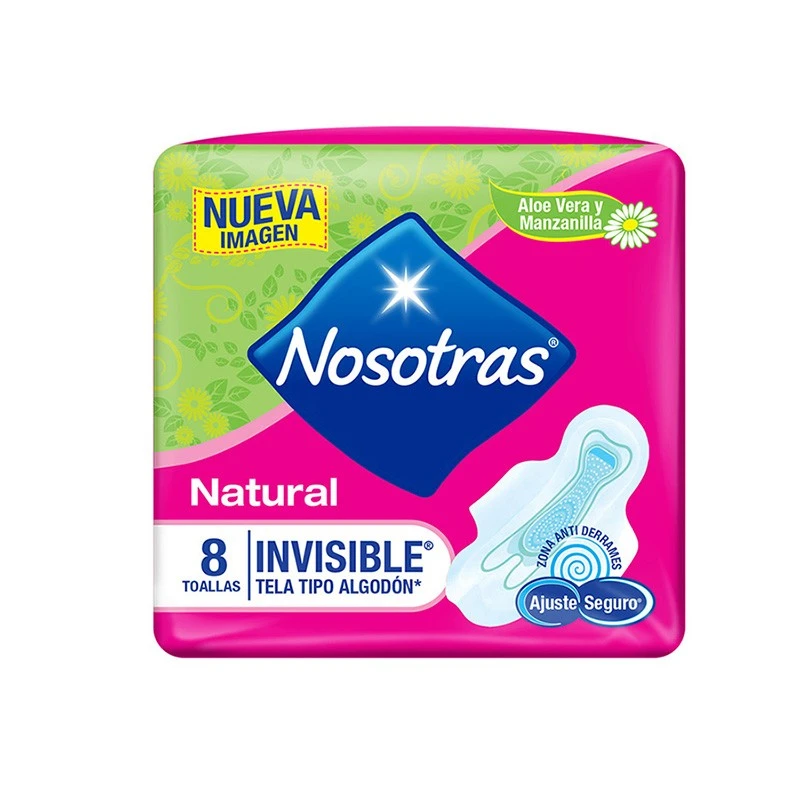 NUEVA
IMAGEN
Aloe Vera y
Manzanilla
Nosotras®
Natural
8
TOALLAS
INVISIBLE®
TELA TIPO ALGODÓN*
ZONA ANTI DERRAMES
Ajuste Seguro®